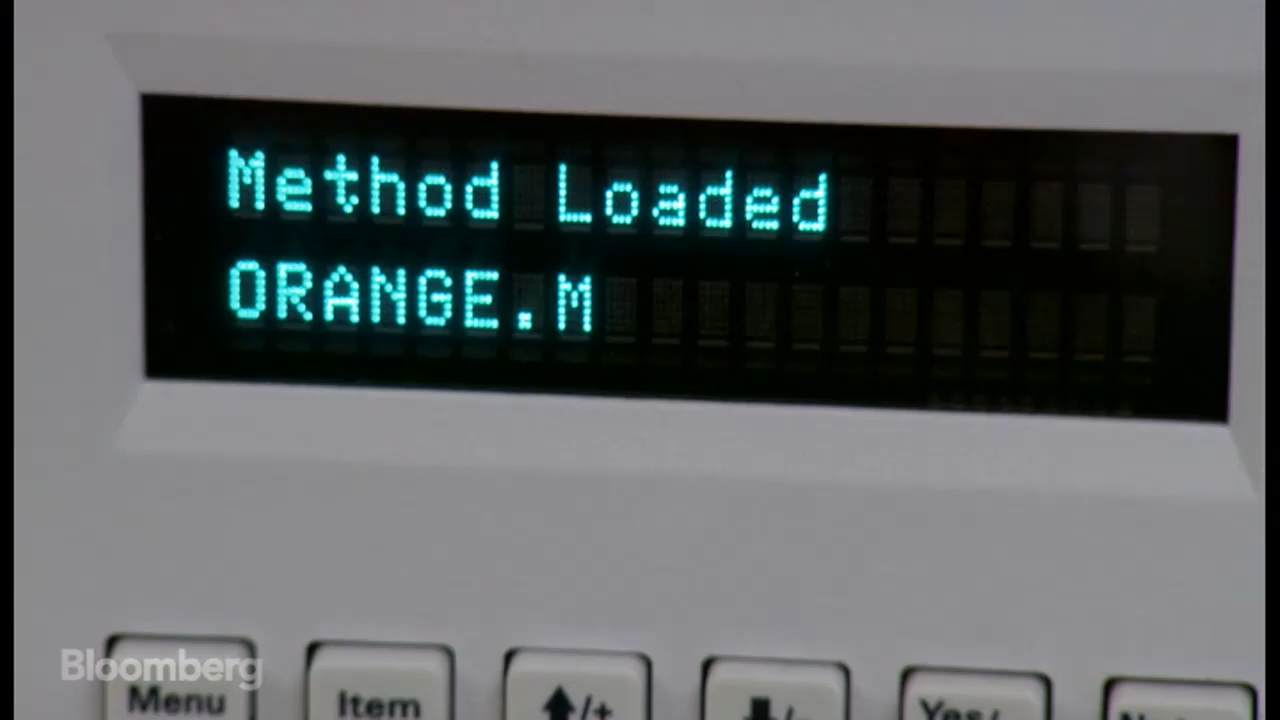 Method Loaded
ORANGE.M
Bloomberg
Menu
Item
/+
Yes/